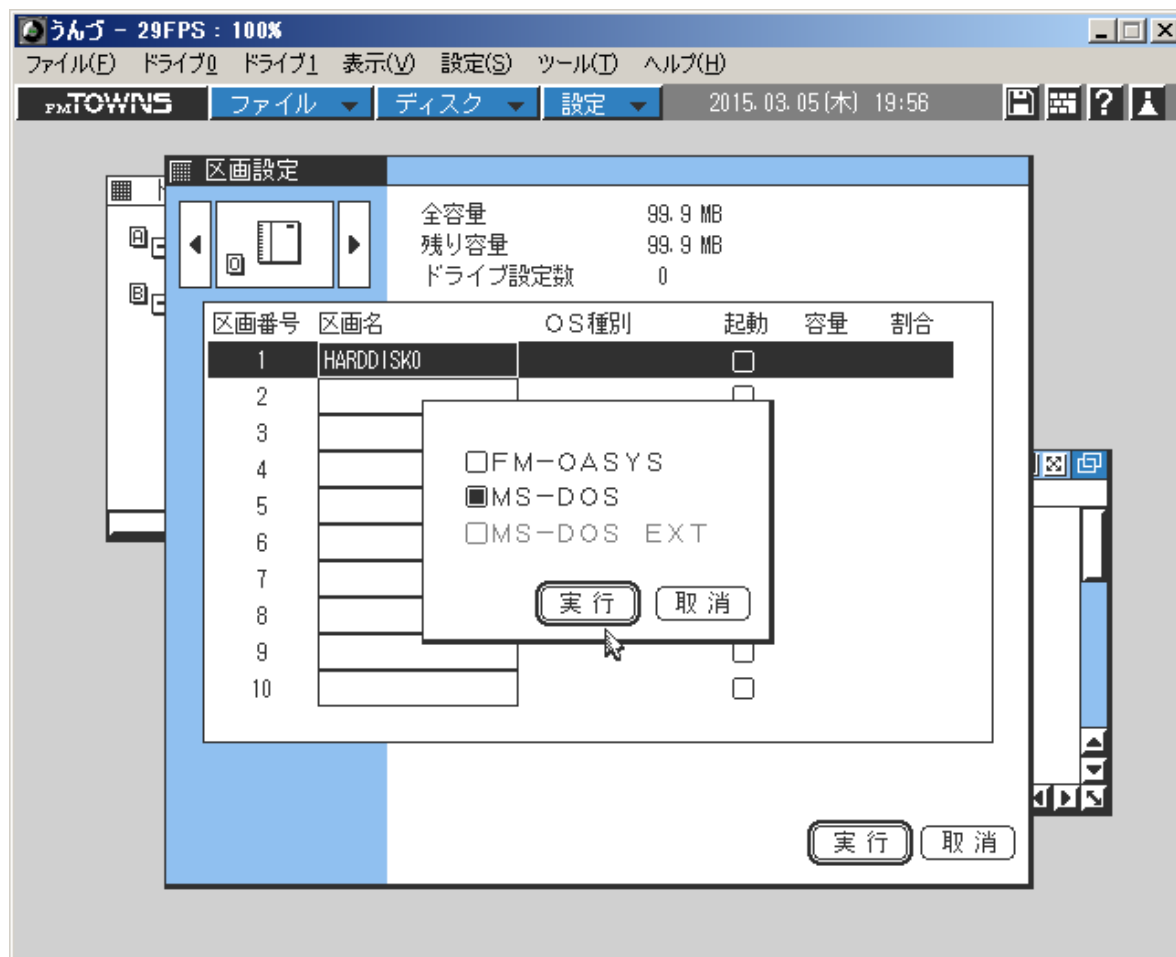 うんづ - 29FPS : 100%
ファイル(F) ドライブ0 ドライブ1 表示(V) 設定(S) ツール(T) ヘルプ(H)
FMTOWNS ファイル ディスク 設定 2015.03.05(木) 19:56
区画設定
A
B
0
全容量 99.9 MB
残り容量 99.9 MB
ドライブ設定数 0
区画番号 区画名 OS種別 起動 容量 割合
1 HARDDISK0
2
3
4
5
6
7
8
9
10
FM-OASYS
MS-DOS
MS-DOS EXT
実行 取消
実行 取消